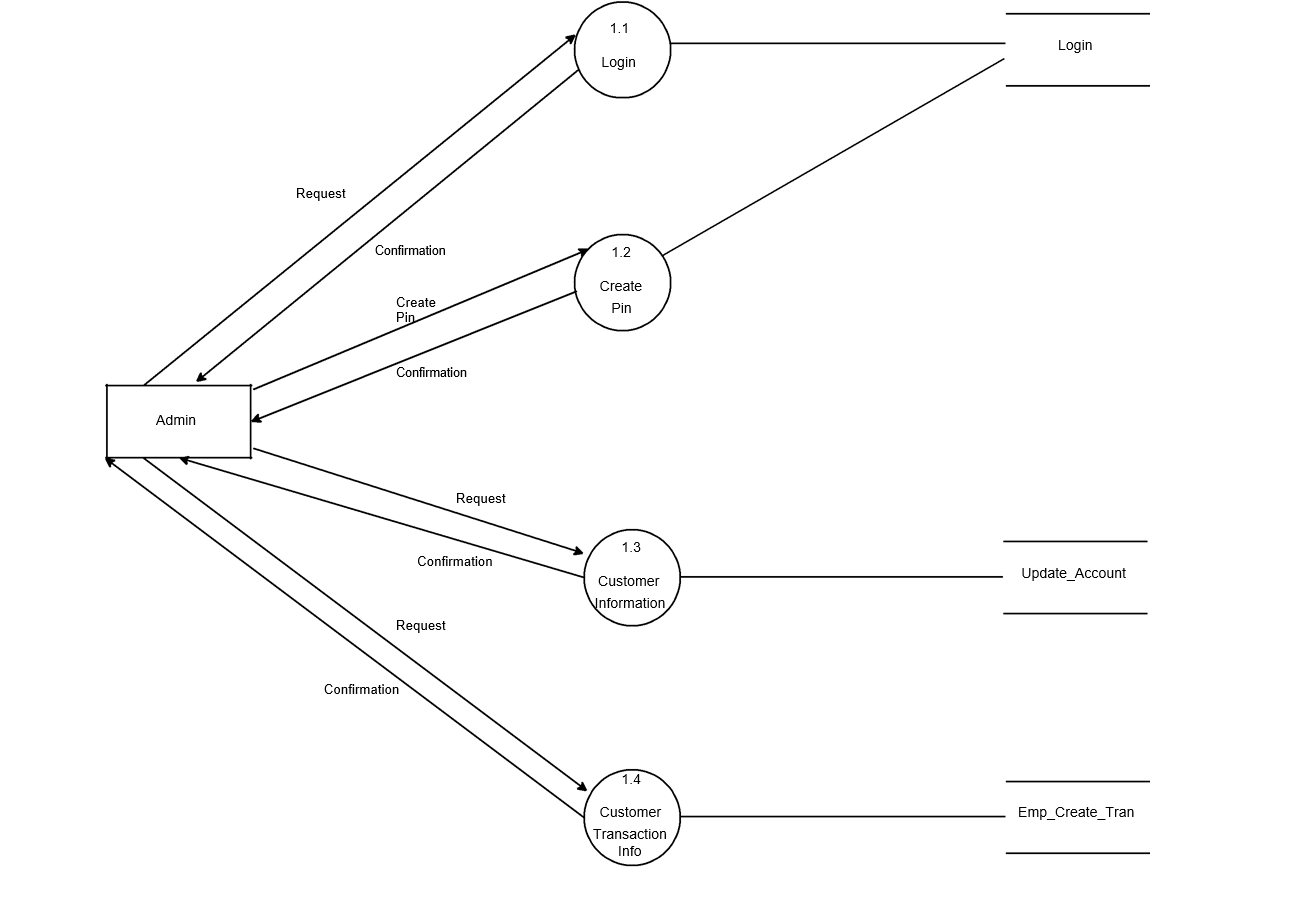 1.1
Login
Login
Request
Confirmation
1.2
Create
Pin
Create
Pin
Confirmation
Admin
Request
1.3
Customer
Information
Confirmation
Update_Account
Request
Confirmation
1.4
Customer
Transaction
Info
Emp_Create_Tran